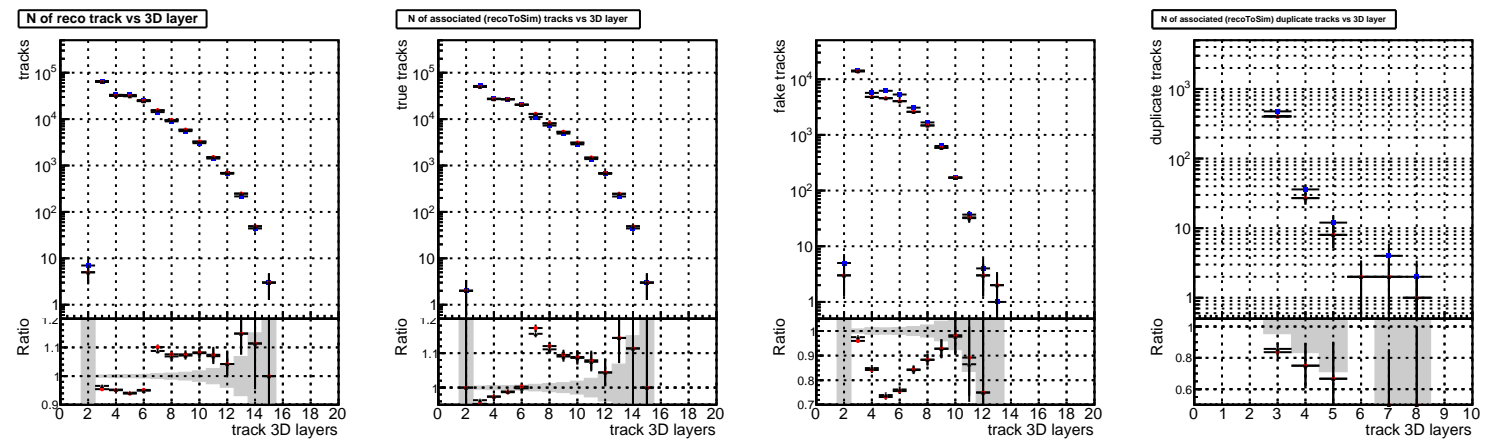 N of reco track vs 3D layer
tracks
10^5
10^4
10^3
10^2
10
1
Ratio
1.2
1.1
1
0.9
0 2 4 6 8 10 12 14 16 18 20
track 3D layers
N of associated (recoToSim) tracks vs 3D layer
true tracks
10^5
10^4
10^3
10^2
10
1
Ratio
1.2
1.1
1
0 2 4 6 8 10 12 14 16 18 20
track 3D layers
fake tracks
10^4
10^3
10^2
10
1
Ratio
1
0.9
0.8
0.7
0 2 4 6 8 10 12 14 16 18 20
track 3D layers
N of associated (recoToSim) duplicate tracks vs 3D layer
duplicate tracks
10^3
10^2
10
1
Ratio
1
0.8
0.6
0 1 2 3 4 5 6 7 8 9 10
track 3D layers